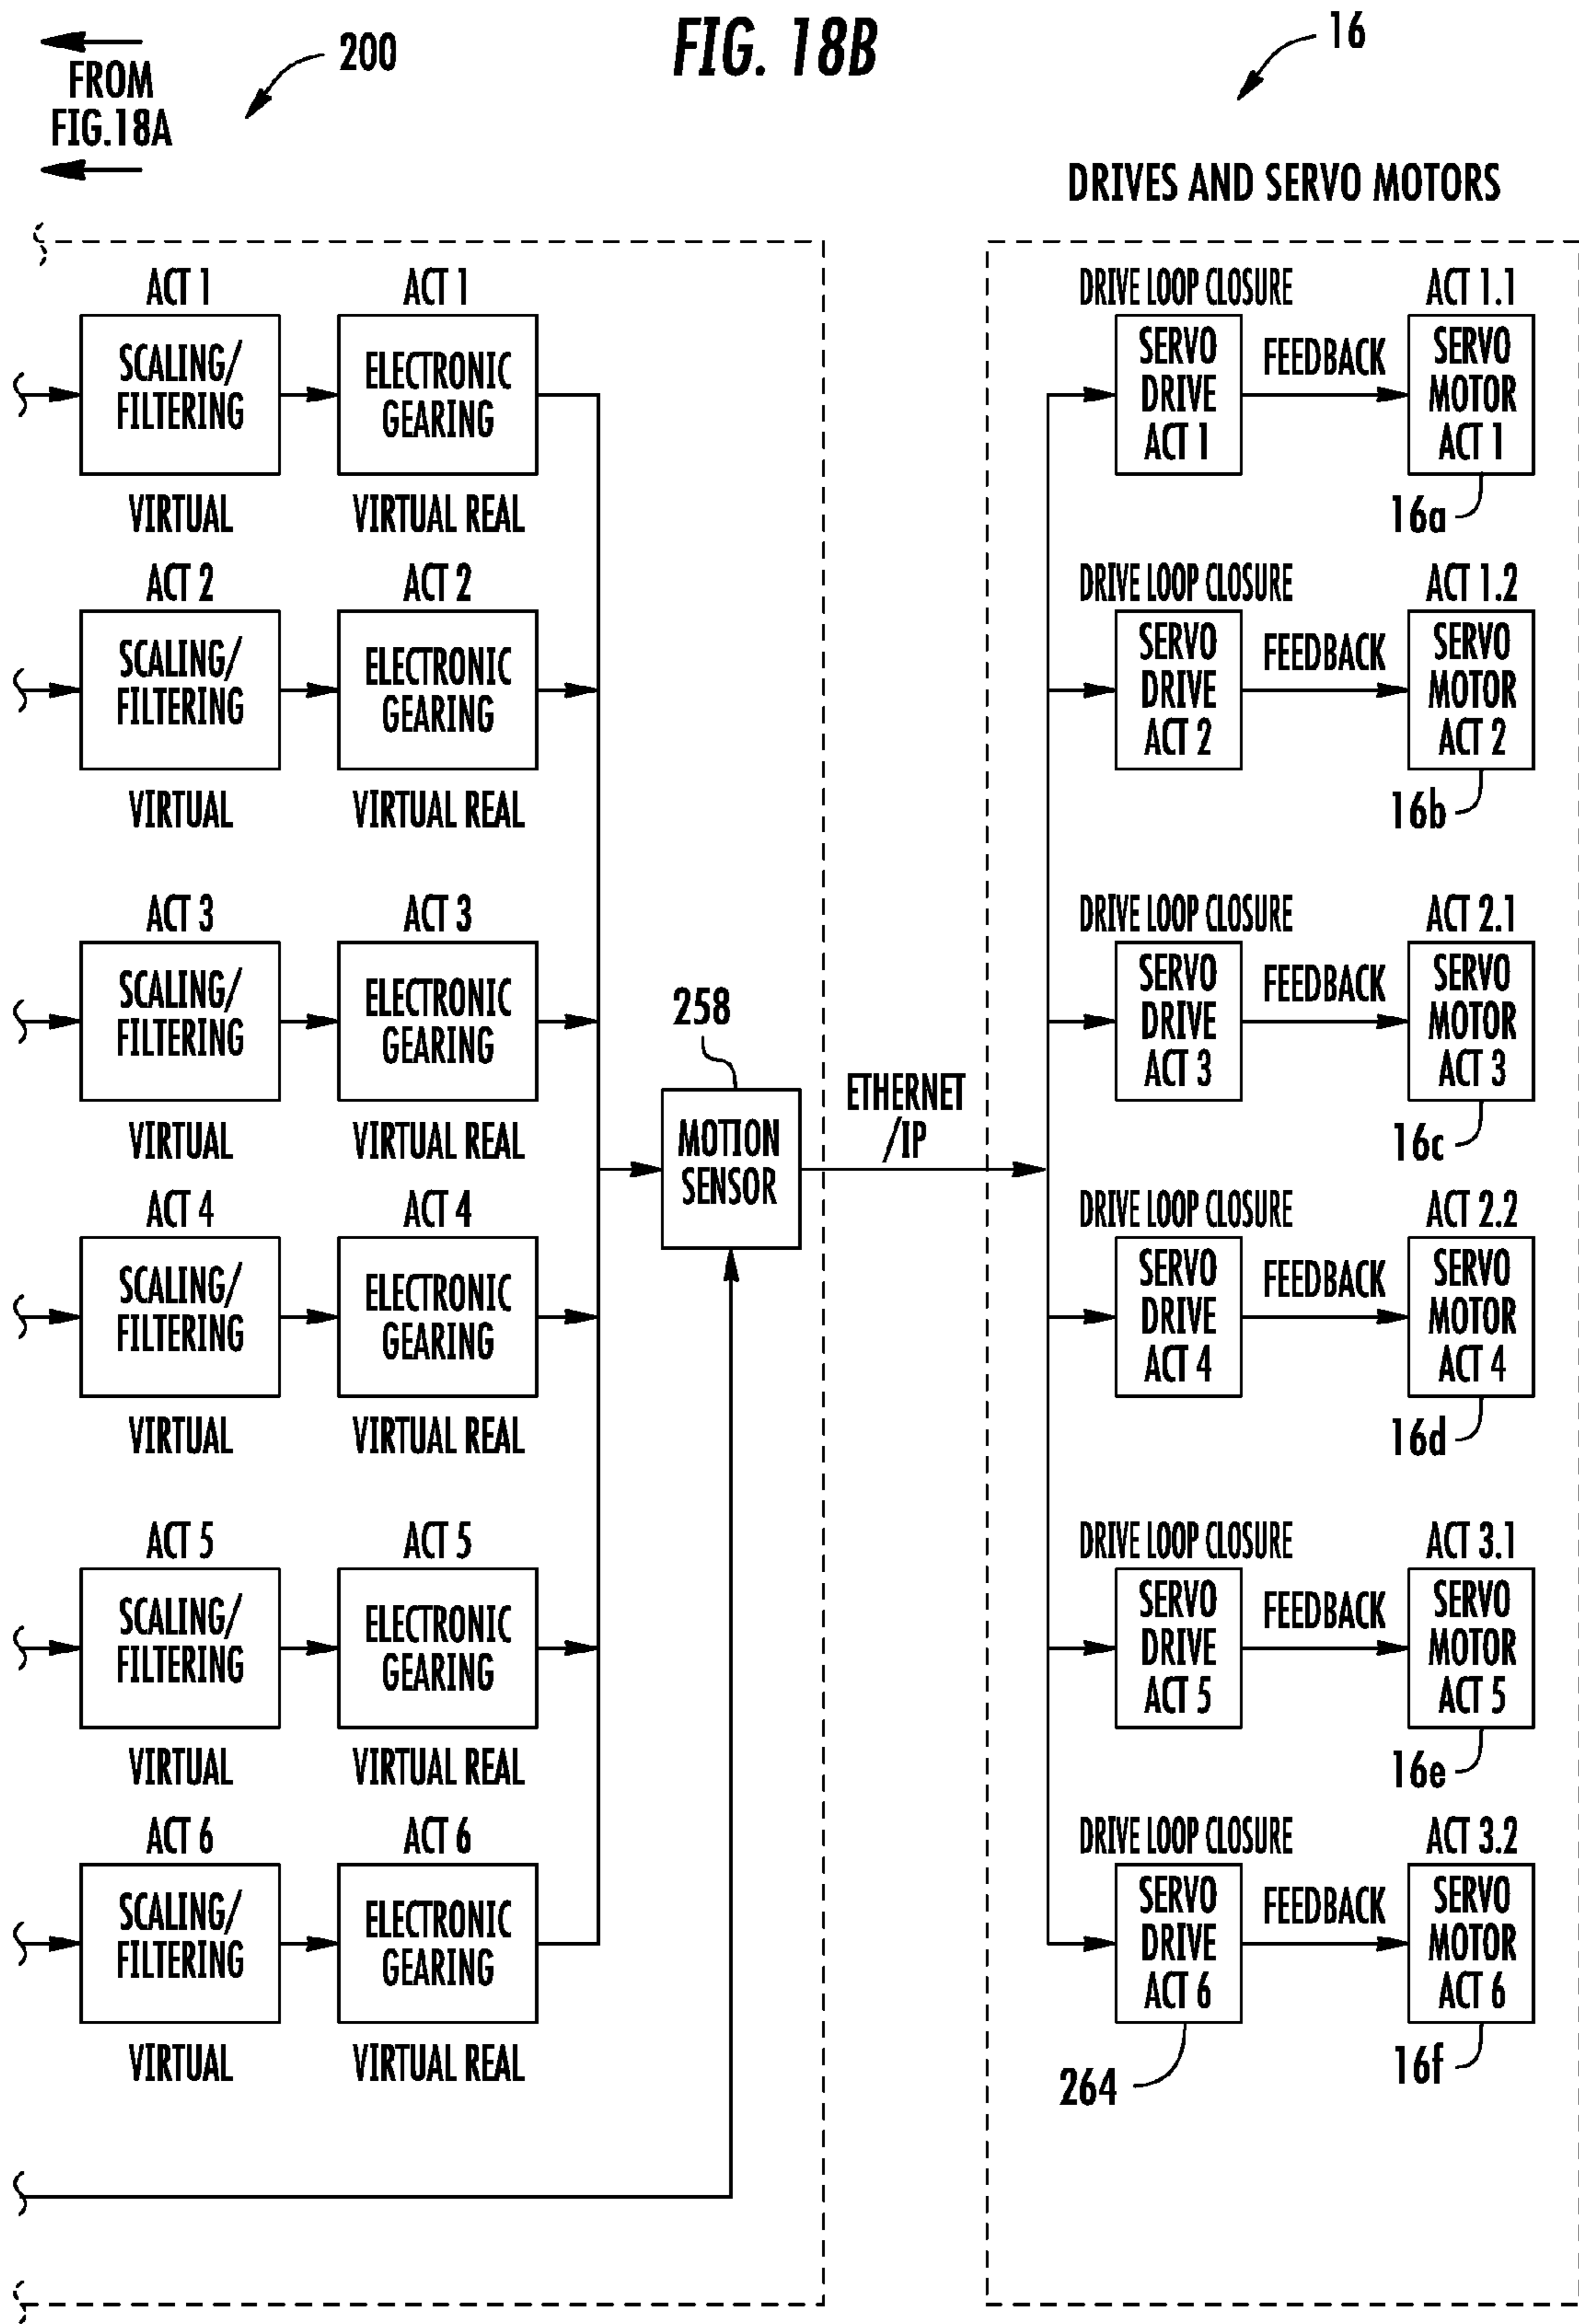 FROM
FIG.18A
200
FIG. 18B
16
DRIVES AND SERVO MOTORS
ACT 1
ACT 1
DRIVE LOOP CLOSURE
ACT 1.1
SCALING/
FILTERING
ELECTRONIC
GEARING
SERVO
DRIVE
ACT 1
FEEDBACK
SERVO
MOTOR
ACT 1
VIRTUAL
VIRTUAL REAL
16a
ACT 2
ACT 2
DRIVE LOOP CLOSURE
ACT 1.2
SCALING/
FILTERING
ELECTRONIC
GEARING
SERVO
DRIVE
ACT 2
FEEDBACK
SERVO
MOTOR
ACT 2
VIRTUAL
VIRTUAL REAL
16b
ACT 3
ACT 3
DRIVE LOOP CLOSURE
ACT 2.1
SCALING/
FILTERING
ELECTRONIC
GEARING
SERVO
DRIVE
ACT 3
FEEDBACK
SERVO
MOTOR
ACT 3
VIRTUAL
VIRTUAL REAL
16c
258
MOTION
SENSOR
ETHERNET
/IP
ACT 4
ACT 4
DRIVE LOOP CLOSURE
ACT 2.2
SCALING/
FILTERING
ELECTRONIC
GEARING
SERVO
DRIVE
ACT 4
FEEDBACK
SERVO
MOTOR
ACT 4
VIRTUAL
VIRTUAL REAL
16d
ACT 5
ACT 5
DRIVE LOOP CLOSURE
ACT 3.1
SCALING/
FILTERING
ELECTRONIC
GEARING
SERVO
DRIVE
ACT 5
FEEDBACK
SERVO
MOTOR
ACT 5
VIRTUAL
VIRTUAL REAL
16e
ACT 6
ACT 6
DRIVE LOOP CLOSURE
ACT 3.2
SCALING/
FILTERING
ELECTRONIC
GEARING
SERVO
DRIVE
ACT 6
FEEDBACK
SERVO
MOTOR
ACT 6
VIRTUAL
VIRTUAL REAL
264
16f